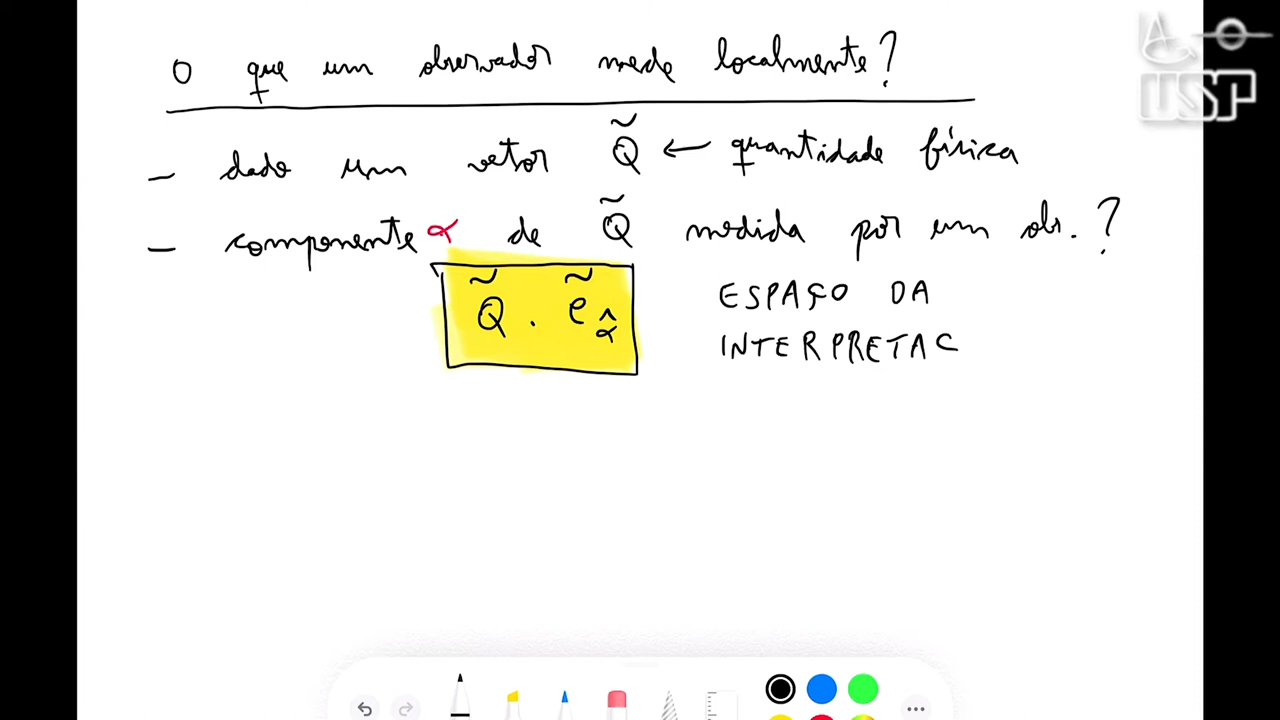 O que um observador mede localmente?
- dado um vetor Q̃ ← quantidade física
- componente α de Q̃ medida por um obs.?
Q̃ . ẽ_α̂
ESPAÇO DA
INTERPRETAC
USP